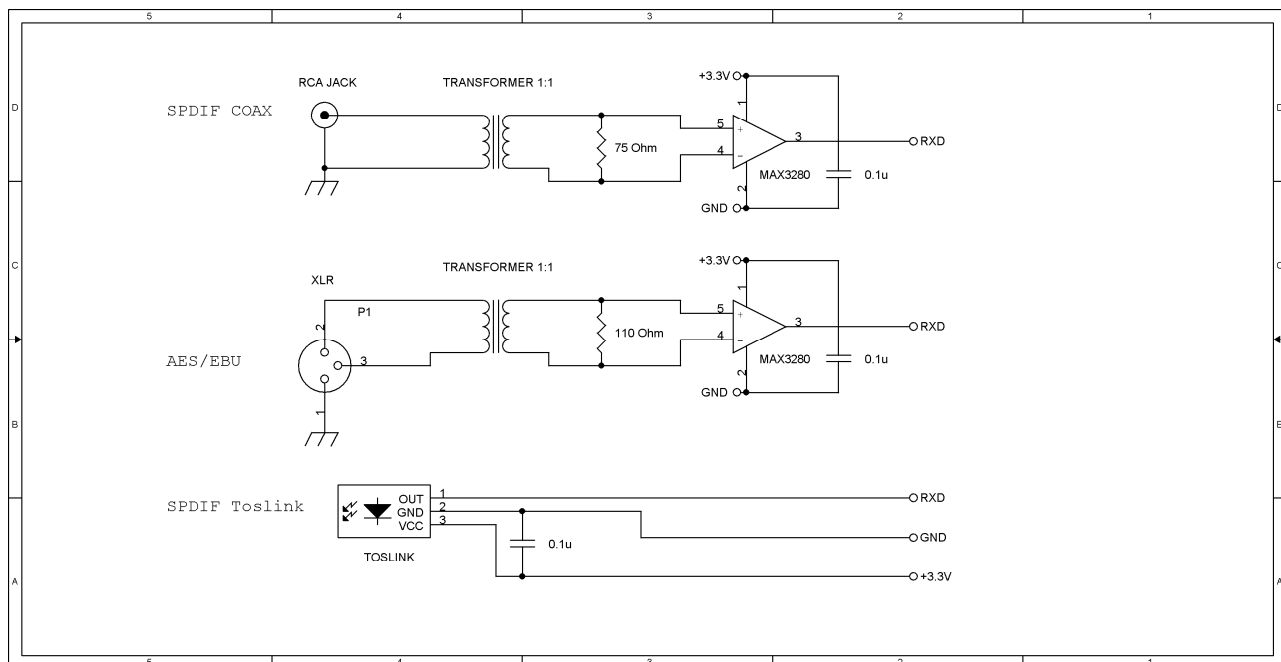 5 4 3 2 1
D D
SPDIF COAX
RCA JACK
TRANSFORMER 1:1
+3.3V
1
5
+
4
-
3
RXD
75 Ohm
MAX3280
0.1u
2
GND
C C
XLR
TRANSFORMER 1:1
+3.3V
1
P1
5
+
4
-
3
RXD
2
110 Ohm
AES/EBU
3
MAX3280
0.1u
2
GND
1
B B
SPDIF Toslink
OUT 1
GND 2
VCC 3
RXD
0.1u
GND
TOSLINK
+3.3V
A A
5 4 3 2 1